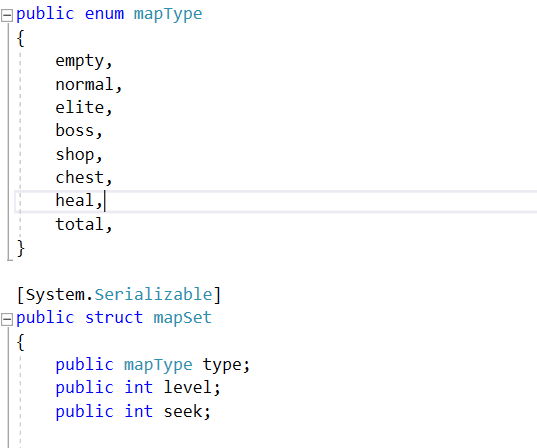 public enum mapType
{
empty,
normal,
elite,
boss,
shop,
chest,
heal,
total,
}
[System.Serializable]
public struct mapSet
{
public mapType type;
public int level;
public int seek;